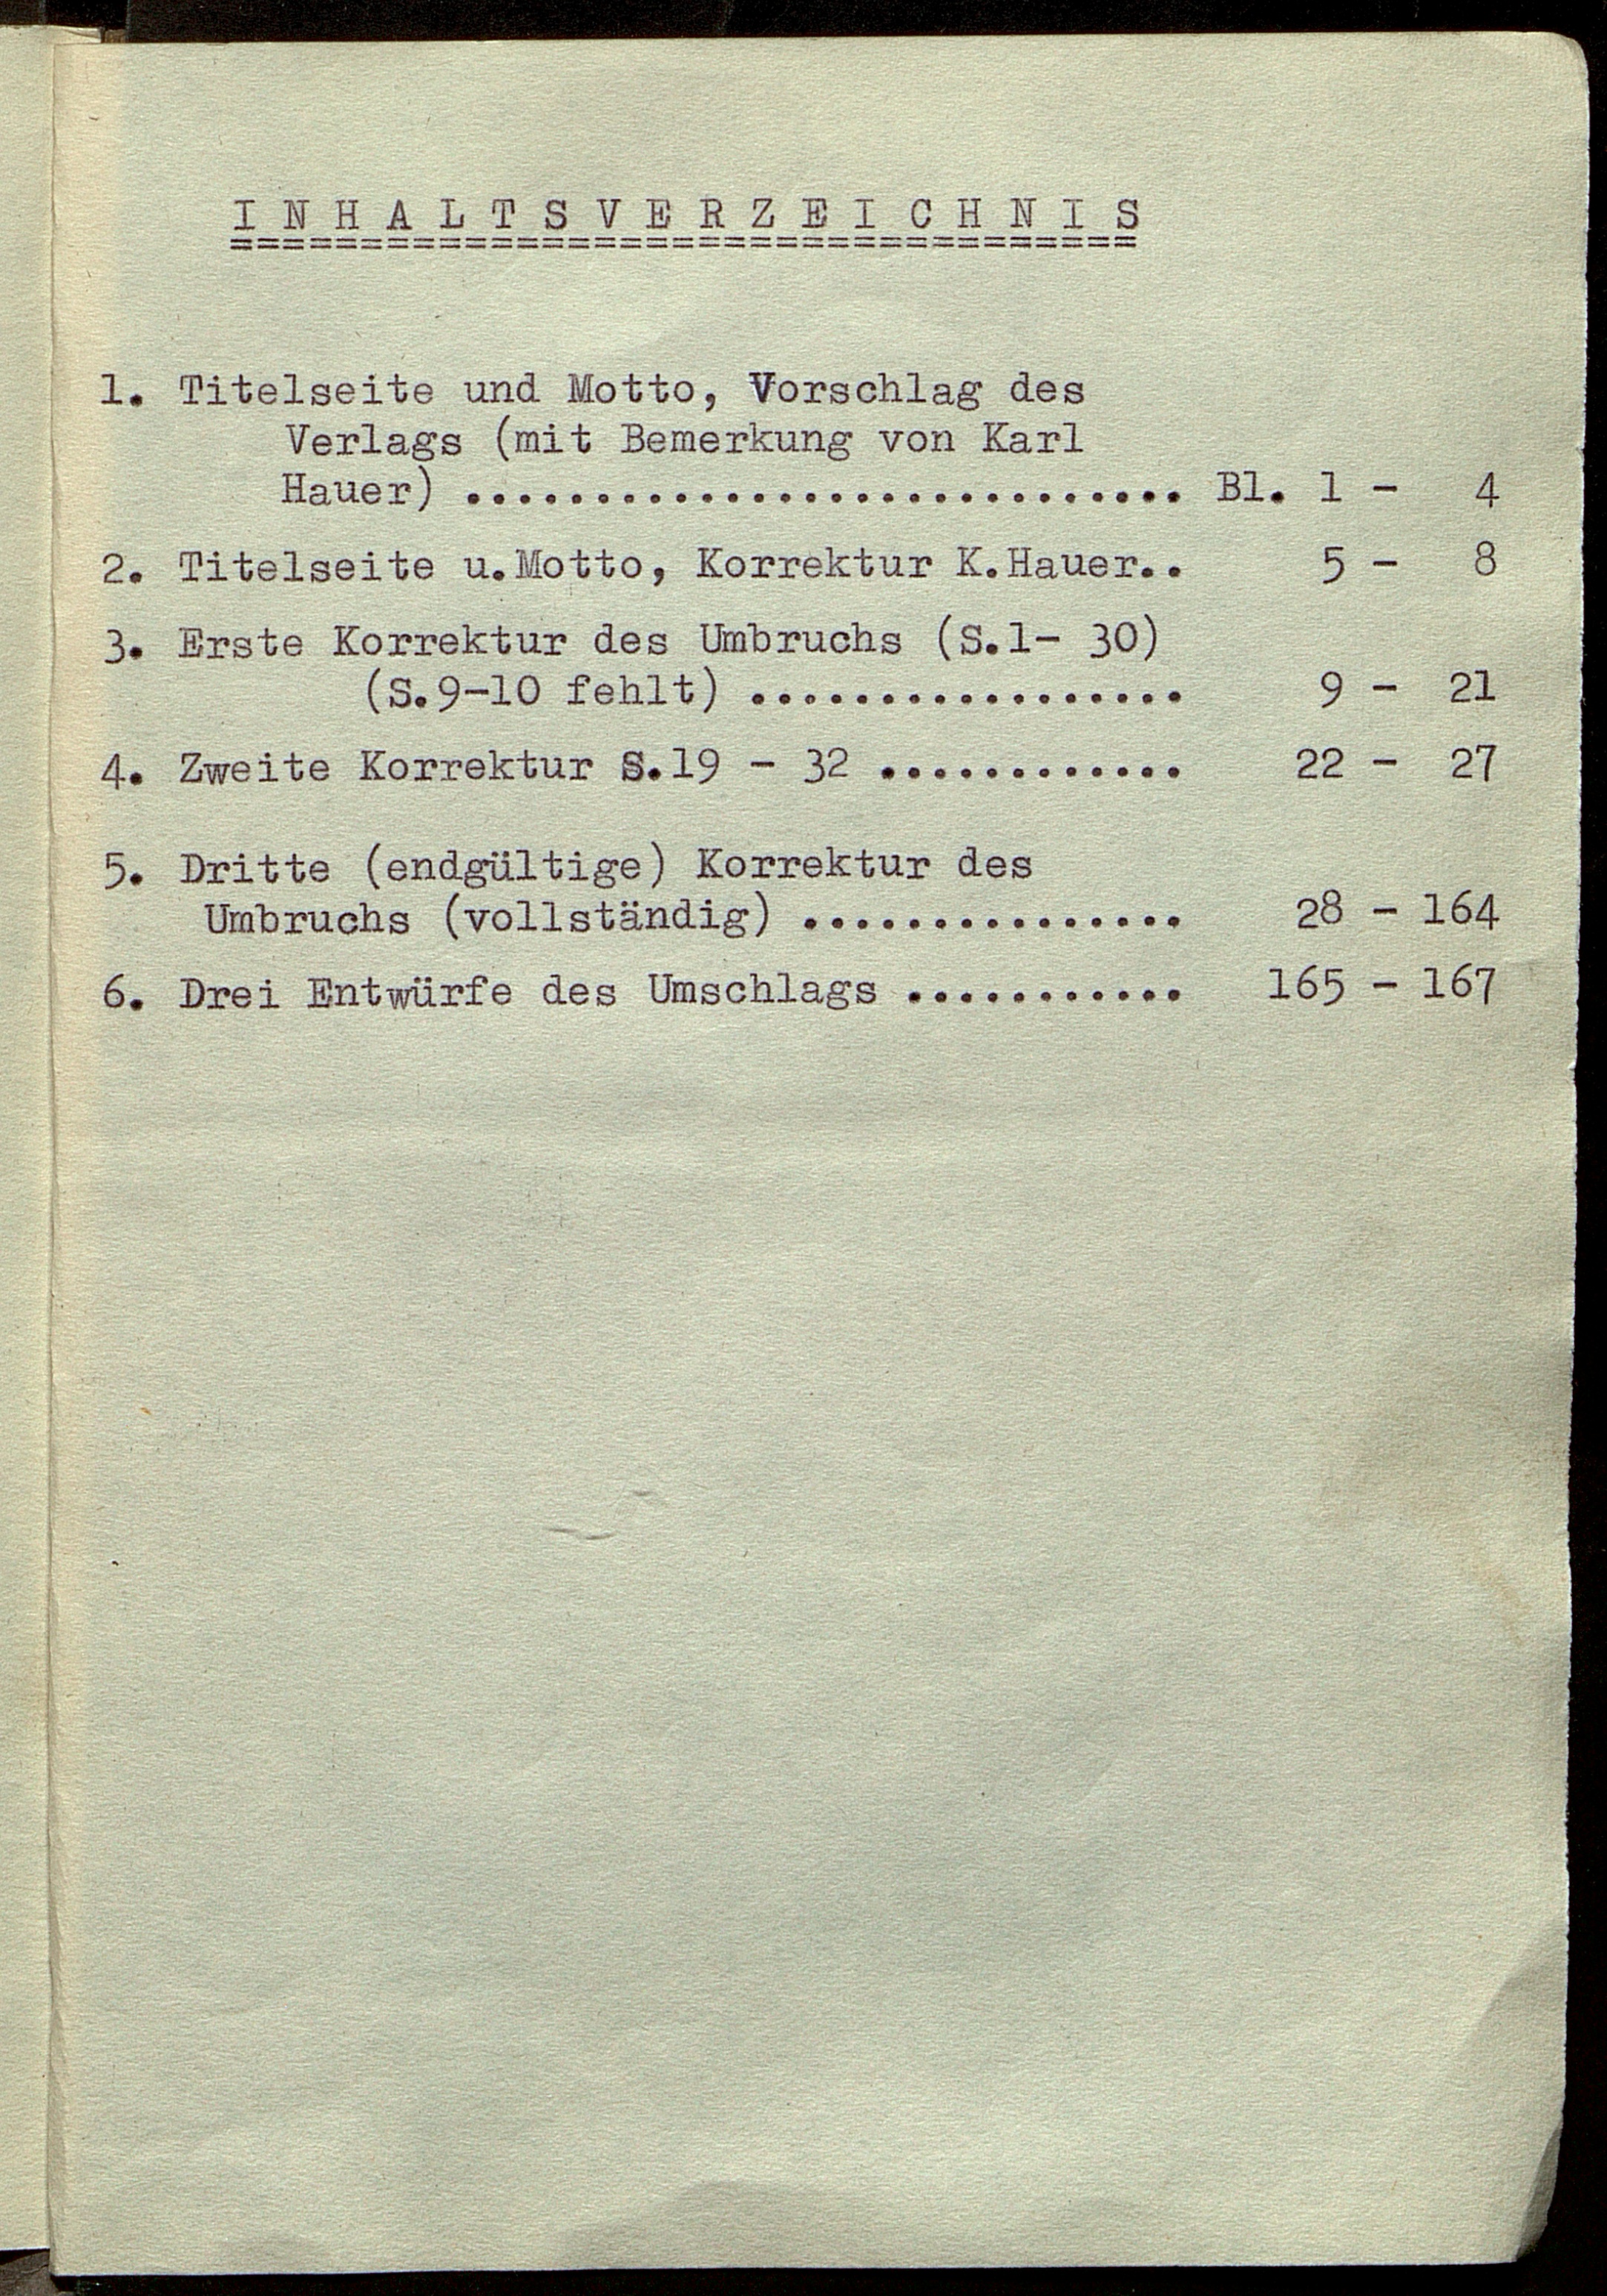 INHALTSVERZEICHNIS
===================================
1. Titelseite und Motto, Vorschlag des
Verlags (mit Bemerkung von Karl
Hauer) ............................ Bl. 1 - 4
2. Titelseite u.Motto, Korrektur K.Hauer.. 5 - 8
3. Erste Korrektur des Umbruchs (S.1- 30)
(S.9-10 fehlt) ................. 9 - 21
4. Zweite Korrektur S.19 - 32 ............ 22 - 27
5. Dritte (endgültige) Korrektur des
Umbruchs (vollständig) ............... 28 - 164
6. Drei Entwürfe des Umschlags ........... 165 - 167